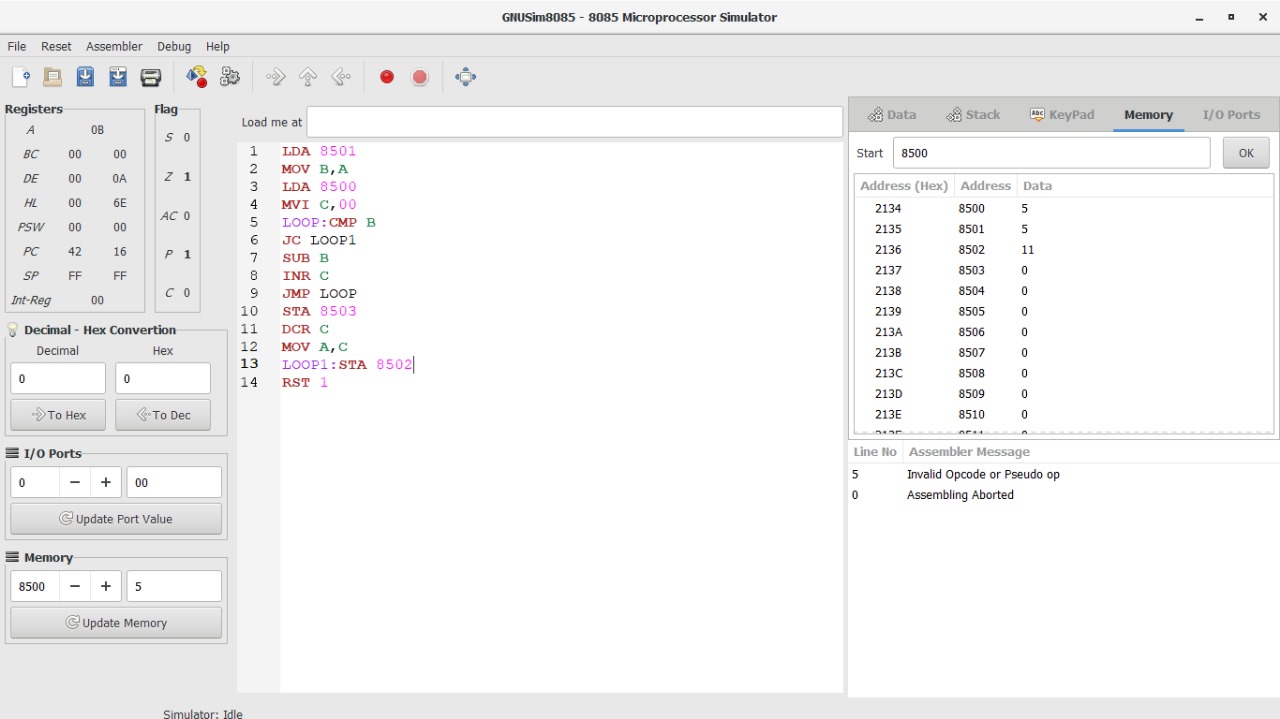 GNUSim8085 - 8085 Microprocessor Simulator
File Reset Assembler Debug Help
Registers
A 0B
BC 00 00
DE 00 0A
HL 00 6E
PSW 00 00
PC 42 16
SP FF FF
Int-Reg 00
Flag
S 0
Z 1
AC 0
P 1
C 0
Decimal - Hex Convertion
Decimal Hex
0 0
To Hex To Dec
I/O Ports
0 − + 00
Update Port Value
Memory
8500 − + 5
Update Memory
Load me at
1 LDA 8501
2 MOV B,A
3 LDA 8500
4 MVI C,00
5 LOOP:CMP B
6 JC LOOP1
7 SUB B
8 INR C
9 JMP LOOP
10 STA 8503
11 DCR C
12 MOV A,C
13 LOOP1:STA 8502
14 RST 1
Data Stack Abc KeyPad Memory I/O Ports
Start 8500 OK
Address (Hex) Address Data
2134 8500 5
2135 8501 5
2136 8502 11
2137 8503 0
2138 8504 0
2139 8505 0
213A 8506 0
213B 8507 0
213C 8508 0
213D 8509 0
213E 8510 0
213F 8511 0
Line No Assembler Message
5 Invalid Opcode or Pseudo op
0 Assembling Aborted
Simulator: Idle